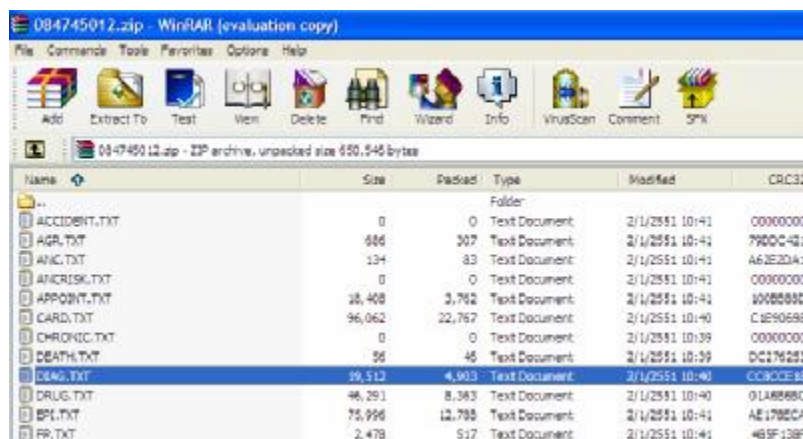 084745012.zip - WinRAR (evaluation copy)
File Commands Tools Favorites Options Help
Add Extract To Test View Delete Find Wizard Info VirusScan Comment SFX
084745012.zip - ZIP archive, unpacked size 650,545 bytes
Name Size Packed Type Modified CRC32
.. Folder
ACCIDENT.TXT 0 0 Text Document 2/1/2551 10:41
AGR.TXT 686 307 Text Document 2/1/2551 10:41
ANC.TXT 134 83 Text Document 2/1/2551 10:41
ANCRISK.TXT 0 0 Text Document 2/1/2551 10:41
APPOINT.TXT 18,408 3,762 Text Document 2/1/2551 10:41
CARD.TXT 96,062 22,767 Text Document 2/1/2551 10:40
CHRONIC.TXT 0 0 Text Document 2/1/2551 10:39
DEATH.TXT 56 46 Text Document 2/1/2551 10:39
DIAG.TXT 39,512 4,903 Text Document 2/1/2551 10:40
DRUG.TXT 46,291 8,363 Text Document 2/1/2551 10:40
EPI.TXT 75,996 12,798 Text Document 2/1/2551 10:41
FP.TXT 2,478 517 Text Document 2/1/2551 10:41